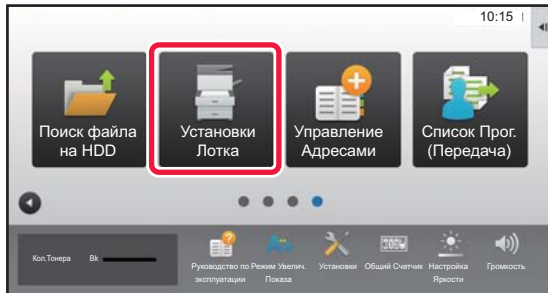 10:15
Поиск файла
на HDD
Установки
Лотка
Управление
Адресами
Список Прог.
(Передача)
Кол.Тонера Bk
Руководство по
эксплуатации
Режим Увелич.
Показа
Установки
Общий Счетчик
Настройка
Яркости
Громкость